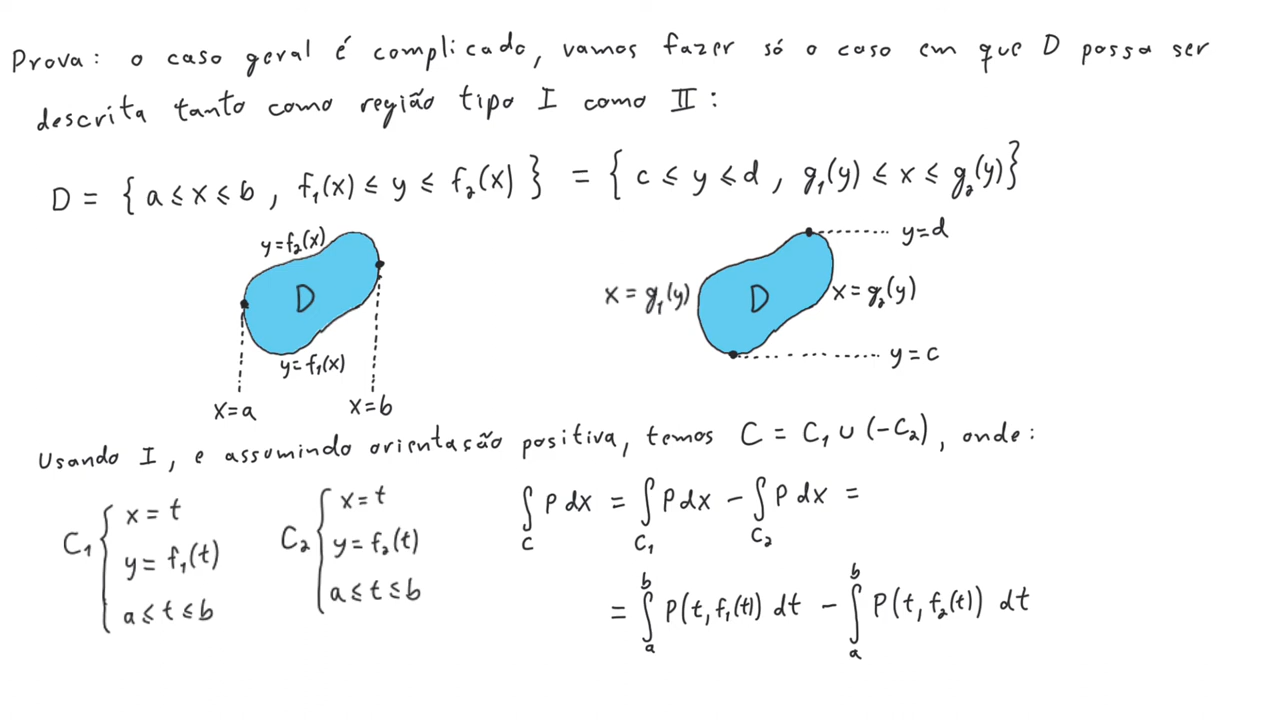 Prova: o caso geral é complicado, vamos fazer só o caso em que D possa ser
descrita tanto como região tipo I como II:
D = { a ≤ x ≤ b , f₁(x) ≤ y ≤ f₂(x) } = { c ≤ y ≤ d , g₁(y) ≤ x ≤ g₂(y) }
y = f₂(x)
D
y = f₁(x)
x = a
x = b
y = d
x = g₁(y)
D
x = g₂(y)
y = c
Usando I, e assumindo orientação positiva, temos C = C₁ ∪ (-C₂), onde:
C₁ { x = t
y = f₁(t)
a ≤ t ≤ b
C₂ { x = t
y = f₂(t)
a ≤ t ≤ b
∫_C P dx = ∫_C₁ P dx - ∫_C₂ P dx =
= ∫_a^b P(t, f₁(t)) dt - ∫_a^b P(t, f₂(t)) dt